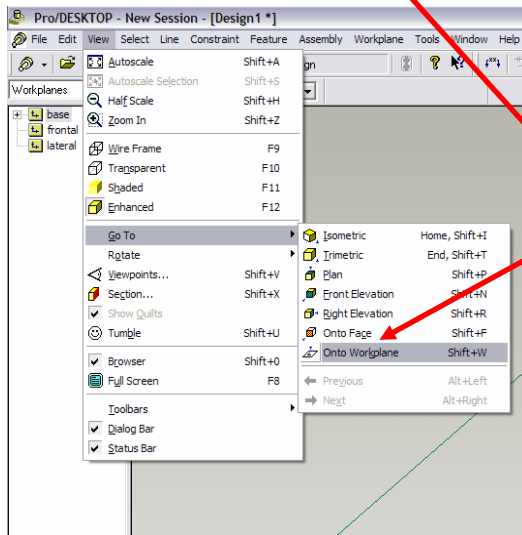 Pro/DESKTOP - New Session - [Design1 *]
File Edit View Select Line Constraint Feature Assembly Workplane Tools Window Help
Autoscale Shift+A
gn
Workplanes
Autoscale Selection Shift+S
Half Scale Shift+H
Zoom In Shift+Z
base
frontal
lateral
Wire Frame F9
Transparent F10
Shaded F11
Enhanced F12
Go To
Isometric Home, Shift+I
Rotate
Trimetric End, Shift+T
Viewpoints... Shift+V
Plan Shift+P
Section... Shift+X
Front Elevation Shift+N
Show Quilts
Right Elevation Shift+R
Tumble Shift+U
Onto Face Shift+F
Onto Workplane Shift+W
Browser Shift+0
Full Screen F8
Previous Alt+Left
Next Alt+Right
Toolbars
Dialog Bar
Status Bar